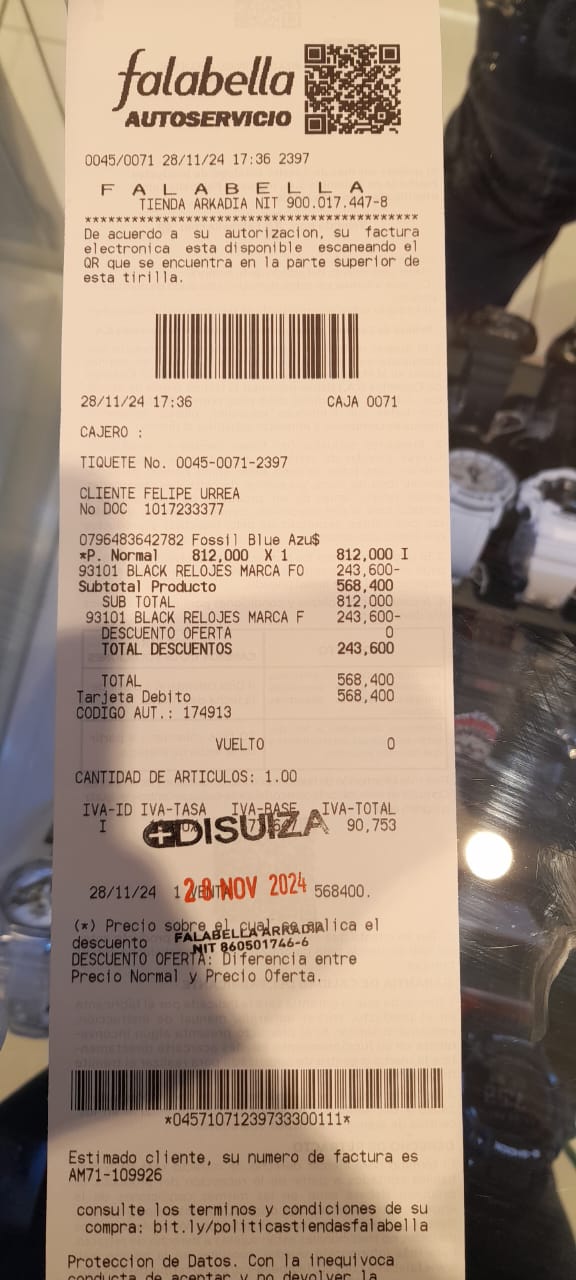 falabella
AUTOSERVICIO
0045/0071 28/11/24 17:36 2397
F A L A B E L L A
TIENDA ARKADIA NIT 900.017.447-8
******************************************
De acuerdo a su autorizacion, su factura
electronica esta disponible escaneando el
QR que se encuentra en la parte superior de
esta tirilla.
28/11/24 17:36 CAJA 0071
CAJERO :
TIQUETE No. 0045-0071-2397
CLIENTE FELIPE URREA
No DOC 1017233377
0796483642782 Fossil Blue Azu$
*P. Normal 812,000 X 1 812,000 I
93101 BLACK RELOJES MARCA FO 243,600-
Subtotal Producto 568,400
SUB TOTAL 812,000
93101 BLACK RELOJES MARCA F 243,600-
DESCUENTO OFERTA 0
TOTAL DESCUENTOS 243,600
TOTAL 568,400
Tarjeta Debito 568,400
CODIGO AUT.: 174913
VUELTO 0
CANTIDAD DE ARTICULOS: 1.00
IVA-ID IVA-TASA IVA-BASE IVA-TOTAL
I 90,753
DISUIZA
28/11/24 1 VENTA 568400.
28 NOV 2024
(*) Precio sobre el cual se aplica el
descuento
FALABELLA ARKADIA
NIT 860501746-6
DESCUENTO OFERTA: Diferencia entre
Precio Normal y Precio Oferta.
*04571071239733300111*
Estimado cliente, su numero de factura es
AM71-109926
consulte los terminos y condiciones de su
compra: bit.ly/politicastiendasfalabella
Proteccion de Datos. Con la inequivoca
conducta de aceptar y no devolver la